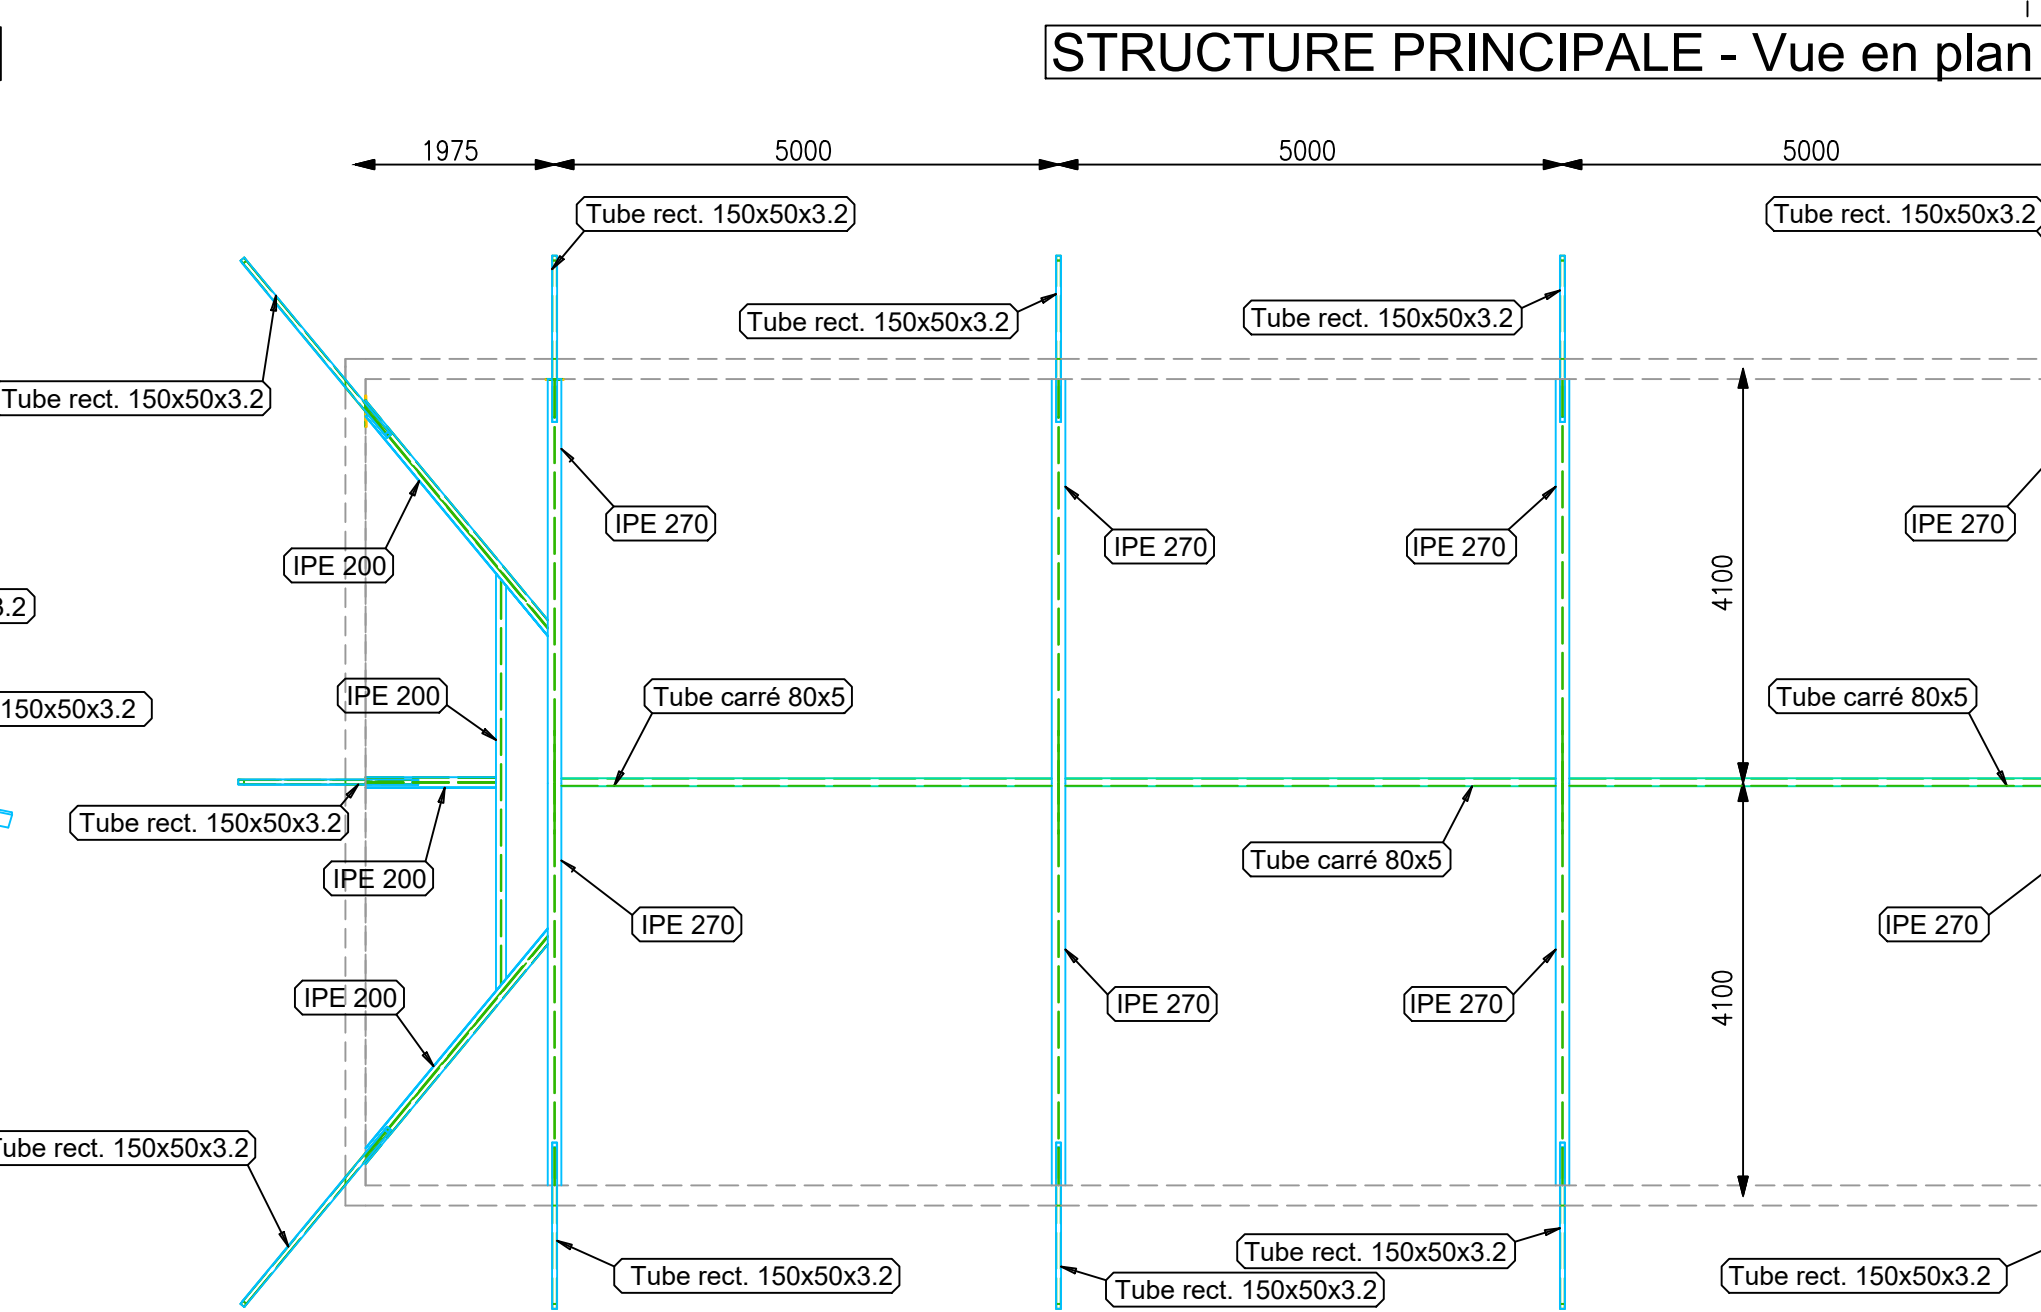 STRUCTURE PRINCIPALE - Vue en plan
1975
5000
5000
5000
Tube rect. 150x50x3.2
Tube rect. 150x50x3.2
Tube rect. 150x50x3.2
Tube rect. 150x50x3.2
Tube rect. 150x50x3.2
IPE 270
IPE 270
IPE 270
IPE 270
IPE 200
4100
3.2
IPE 200
Tube carré 80x5
Tube carré 80x5
150x50x3.2
Tube rect. 150x50x3.2
Tube carré 80x5
IPE 200
IPE 270
IPE 270
IPE 200
IPE 270
IPE 270
4100
Tube rect. 150x50x3.2
Tube rect. 150x50x3.2
Tube rect. 150x50x3.2
Tube rect. 150x50x3.2
Tube rect. 150x50x3.2